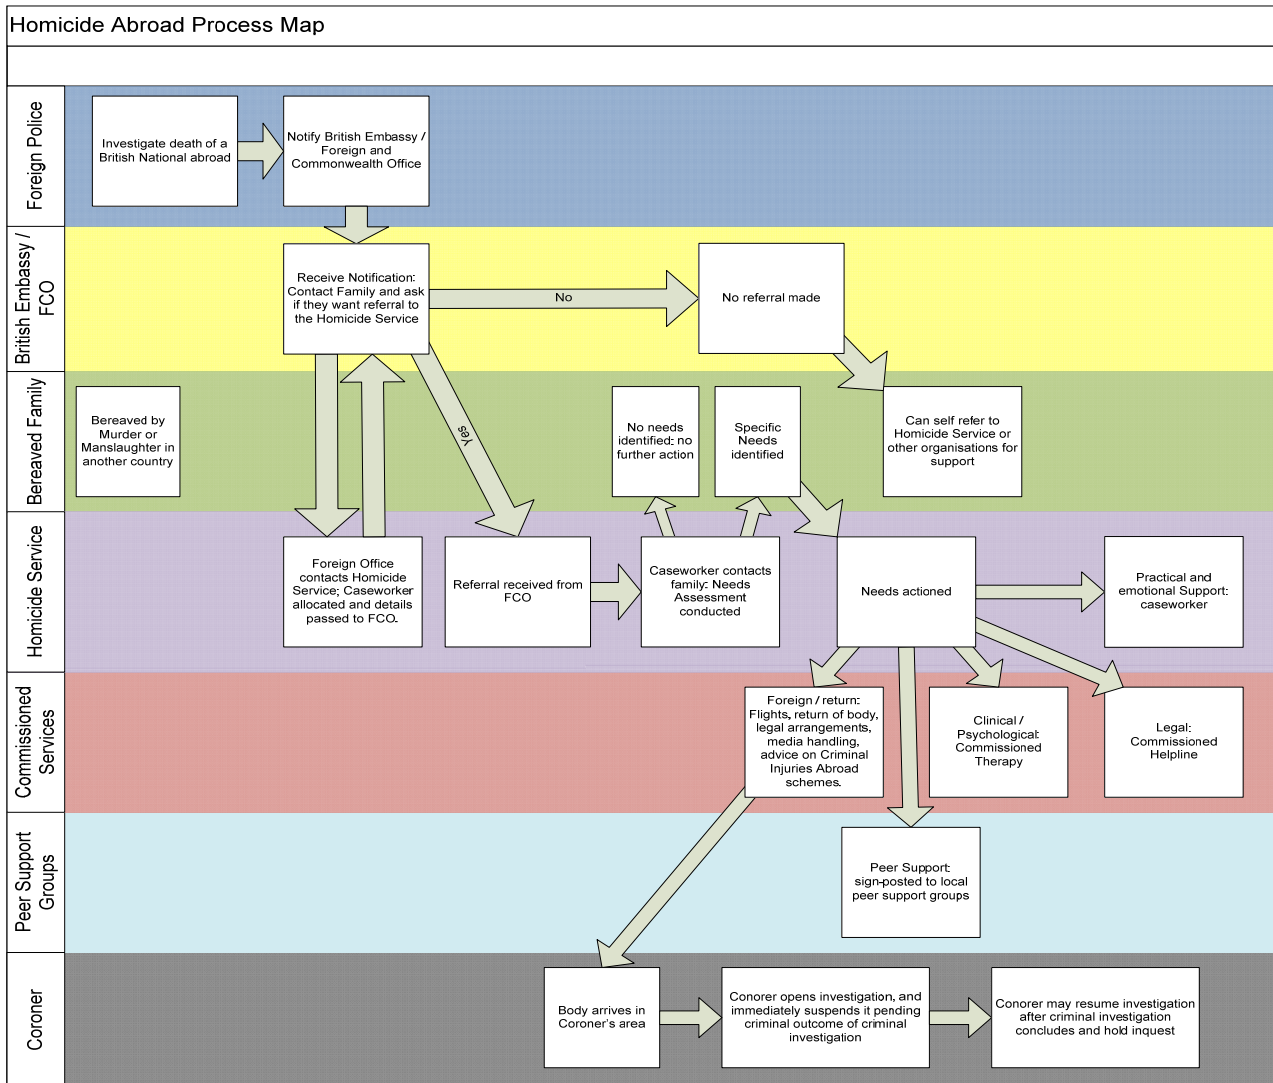 Homicide Abroad Process Map
Foreign Police
Investigate death of a
British National abroad
Notify British Embassy /
Foreign and
Commonwealth Office
British Embassy /
FCO
Receive Notification:
Contact Family and ask
if they want referral to
the Homicide Service
No
No referral made
Yes
Bereaved Family
Bereaved by
Murder or
Manslaughter in
another country
No needs
identified: no
further action
Specific
Needs
identified
Can self refer to
Homicide Service or
other organisations for
support
Homicide Service
Foreign Office
contacts Homicide
Service; Caseworker
allocated and details
passed to FCO.
Referral received from
FCO
Caseworker contacts
family: Needs
Assessment
conducted
Needs actioned
Practical and
emotional Support:
caseworker
Commissioned
Services
Foreign / return:
Flights, return of body,
legal arrangements,
media handling,
advice on Criminal
Injuries Abroad
schemes.
Clinical /
Psychological:
Commissioned
Therapy
Legal:
Commissioned
Helpline
Peer Support
Groups
Peer Support:
sign-posted to local
peer support groups
Coroner
Body arrives in
Coroner's area
Conorer opens investigation, and
immediately suspends it pending
criminal outcome of criminal
investigation
Conorer may resume investigation
after criminal investigation
concludes and hold inquest